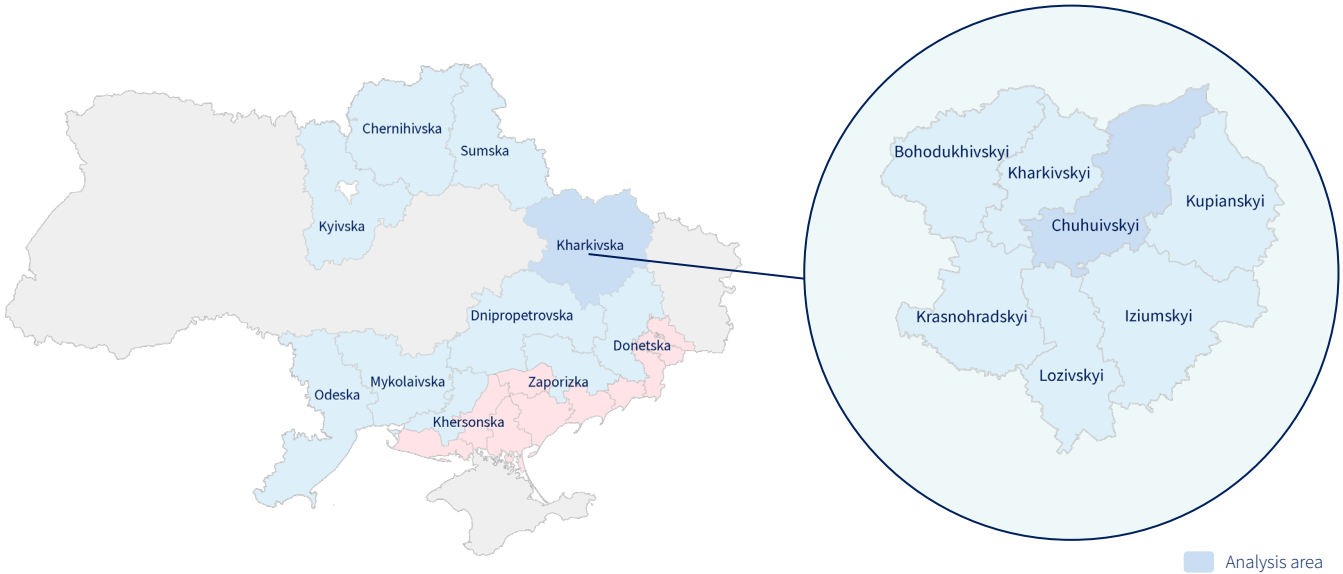 Chernihivska
Sumska
Kyivska
Kharkivska
Dnipropetrovska
Donetska
Mykolaivska
Zaporizka
Odeska
Khersonska
Bohodukhivskyi
Kharkivskyi
Kupianskyi
Chuhuivskyi
Krasnohradskyi
Iziumskyi
Lozivskyi
Analysis area